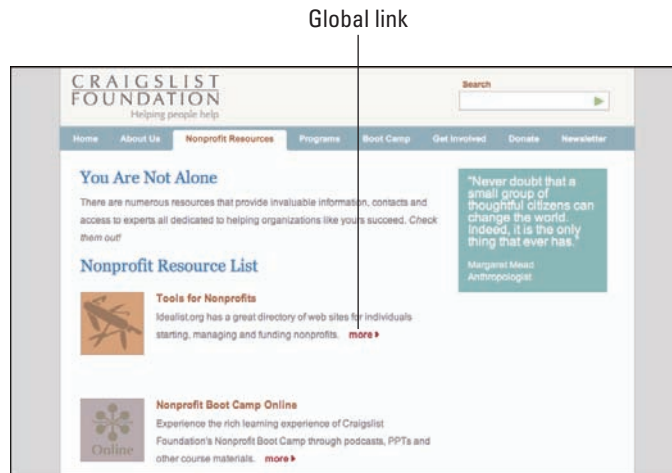 Global link
CRAIGSLIST
FOUNDATION
Helping people help
Search
Home About Us Nonprofit Resources Programs Boot Camp Get Involved Donate Newsletter
You Are Not Alone
There are numerous resources that provide invaluable information, contacts and
access to experts all dedicated to helping organizations like yours succeed. Check
them out!
"Never doubt that a
small group of
thoughtful citizens can
change the world.
Indeed, it is the only
thing that ever has."
Margaret Mead
Anthropologist
Nonprofit Resource List
Tools for Nonprofits
Idealist.org has a great directory of web sites for individuals
starting, managing and funding nonprofits. more
Nonprofit Boot Camp Online
Online
Experience the rich learning experience of Craigslist
Foundation's Nonprofit Boot Camp through podcasts, PPTs and
other course materials. more